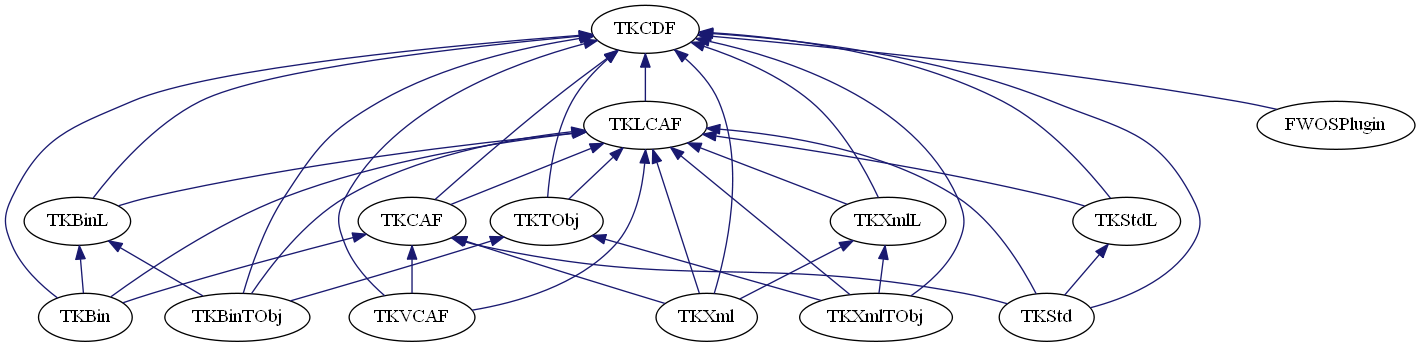 TKCDF
TKLCAF
FWOSPlugin
TKBinL
TKCAF
TKTObj
TKXmlL
TKStdL
TKBin
TKBinTObj
TKVCAF
TKXml
TKXmlTObj
TKStd